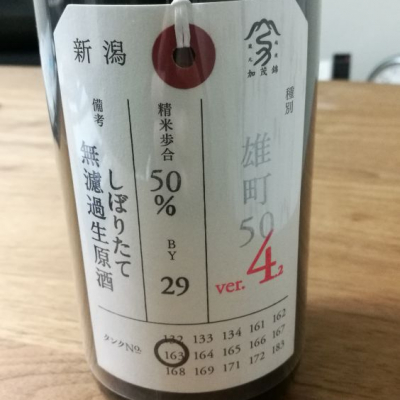 新潟
加茂錦
種別
雄町50
ver.4
精米歩合
50%
BY
29
備考
しぼりたて
無濾過生原酒
タンクNo.
132 133 134 161 162
163 164 165 166 167
168 169 171 172 183